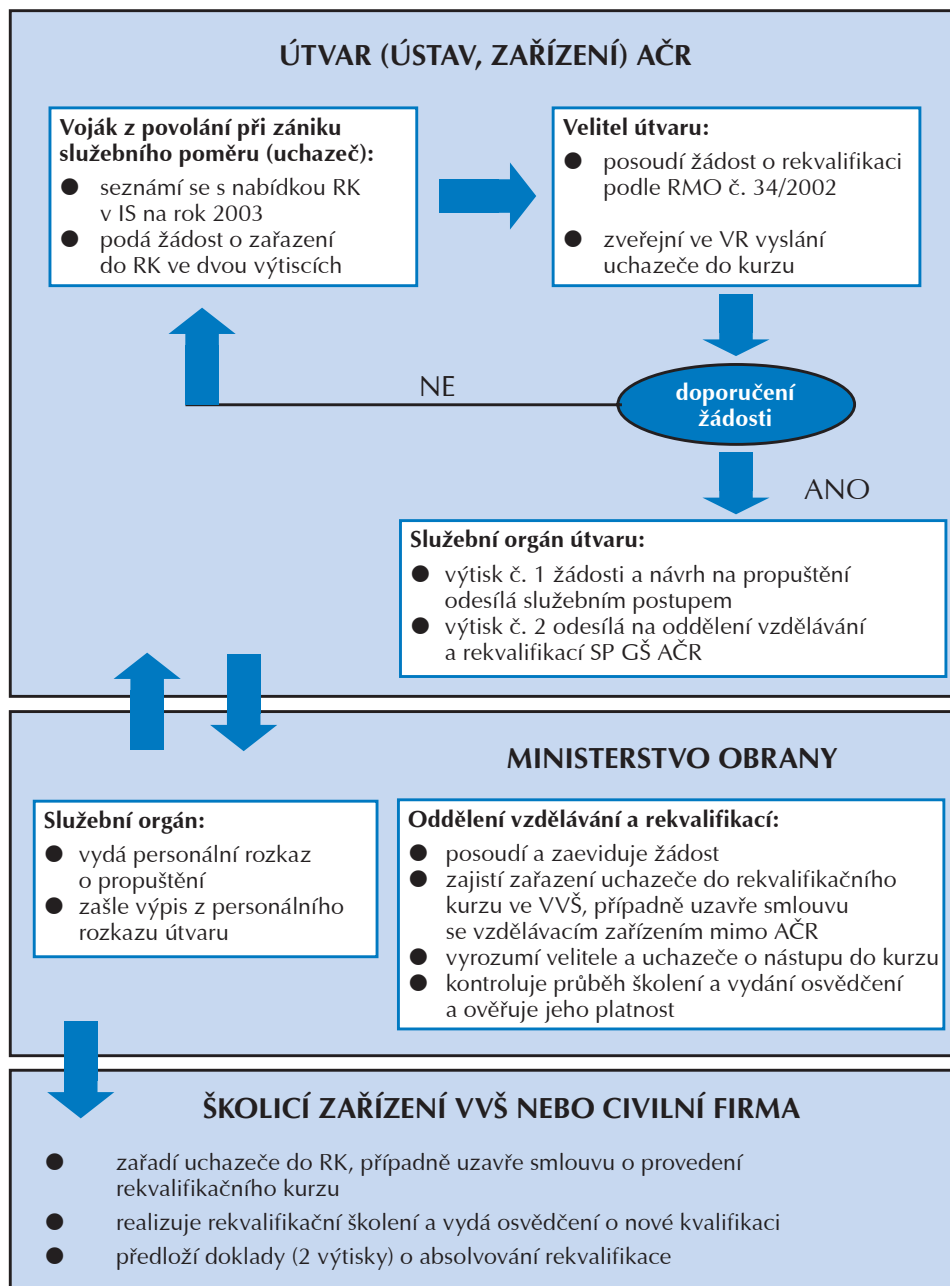 ÚTVAR (ÚSTAV, ZAŘÍZENÍ) AČR
Voják z povolání při zániku
služebního poměru (uchazeč):
● seznámí se s nabídkou RK
v IS na rok 2003
● podá žádost o zařazení
do RK ve dvou výtiscích
Velitel útvaru:
● posoudí žádost o rekvalifikaci
podle RMO č. 34/2002
● zveřejní ve VR vyslání
uchazeče do kurzu
NE
doporučení
žádosti
ANO
Služební orgán útvaru:
● výtisk č. 1 žádosti a návrh na propuštění
odesílá služebním postupem
● výtisk č. 2 odesílá na oddělení vzdělávání
a rekvalifikací SP GŠ AČR
MINISTERSTVO OBRANY
Služební orgán:
● vydá personální rozkaz
o propuštění
● zašle výpis z personálního
rozkazu útvaru
Oddělení vzdělávání a rekvalifikací:
● posoudí a zaeviduje žádost
● zajistí zařazení uchazeče do rekvalifikačního
kurzu ve VVŠ, případně uzavře smlouvu
se vzdělávacím zařízením mimo AČR
● vyrozumí velitele a uchazeče o nástupu do kurzu
● kontroluje průběh školení a vydání osvědčení
a ověřuje jeho platnost
ŠKOLICÍ ZAŘÍZENÍ VVŠ NEBO CIVILNÍ FIRMA
● zařadí uchazeče do RK, případně uzavře smlouvu o provedení
rekvalifikačního kurzu
● realizuje rekvalifikační školení a vydá osvědčení o nové kvalifikaci
● předloží doklady (2 výtisky) o absolvování rekvalifikace